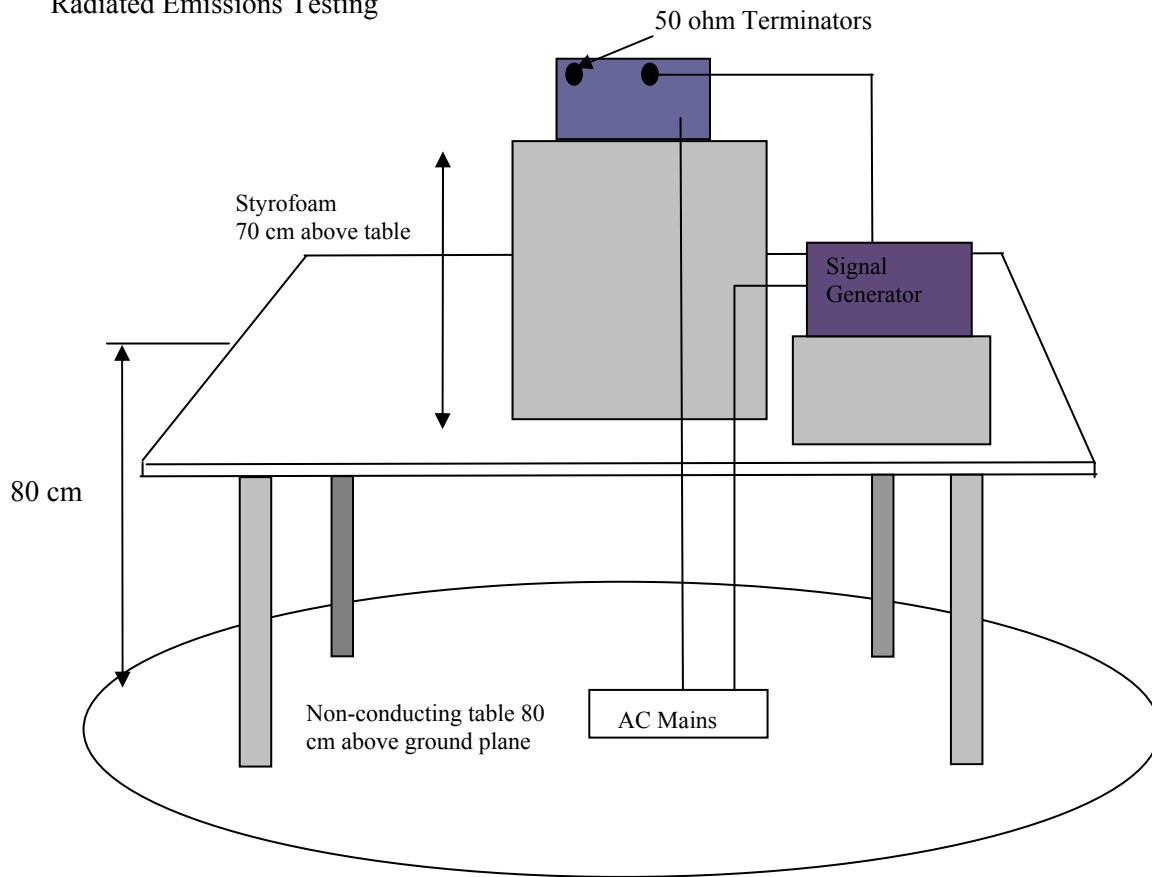 Radiated Emissions Testing
50 ohm Terminators
Styrofoam
70 cm above table
Signal
Generator
80 cm
Non-conducting table 80
cm above ground plane
AC Mains